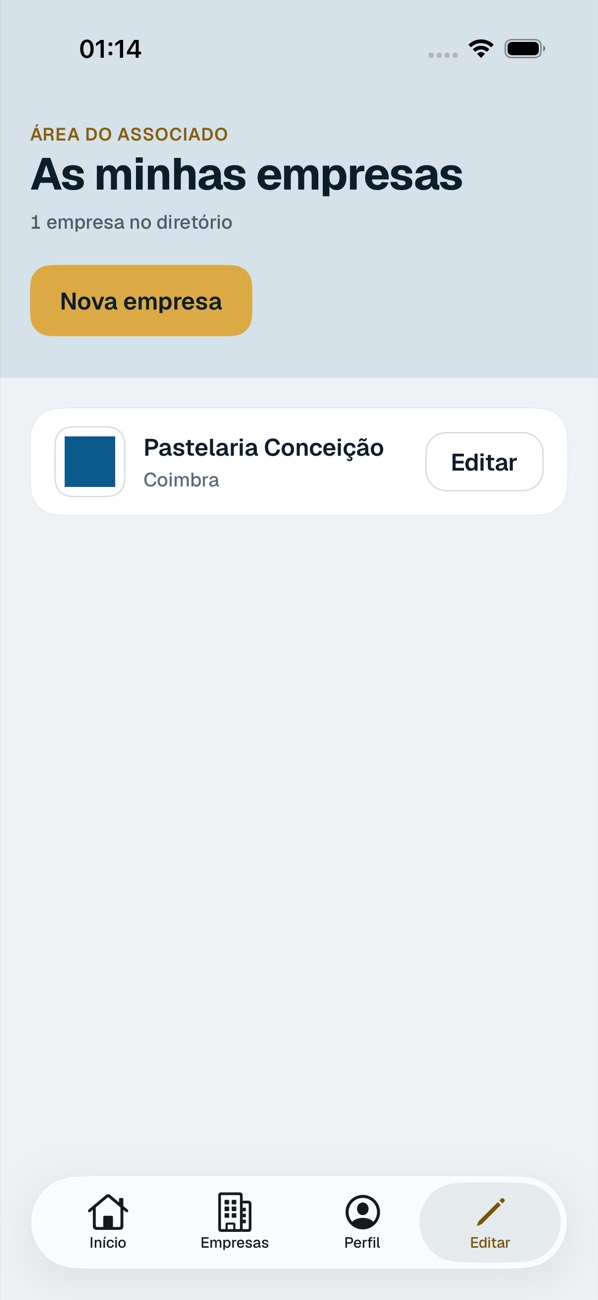 01:14
ÁREA DO ASSOCIADO
As minhas empresas
1 empresa no diretório
Nova empresa
Pastelaria Conceição
Coimbra
Editar
Início
Empresas
Perfil
Editar